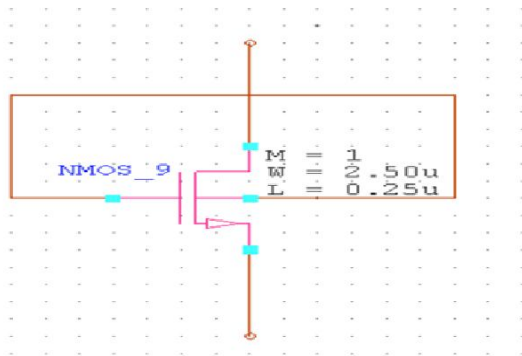 NMOS_9
M = 1
W = 2.50u
L = 0.25u